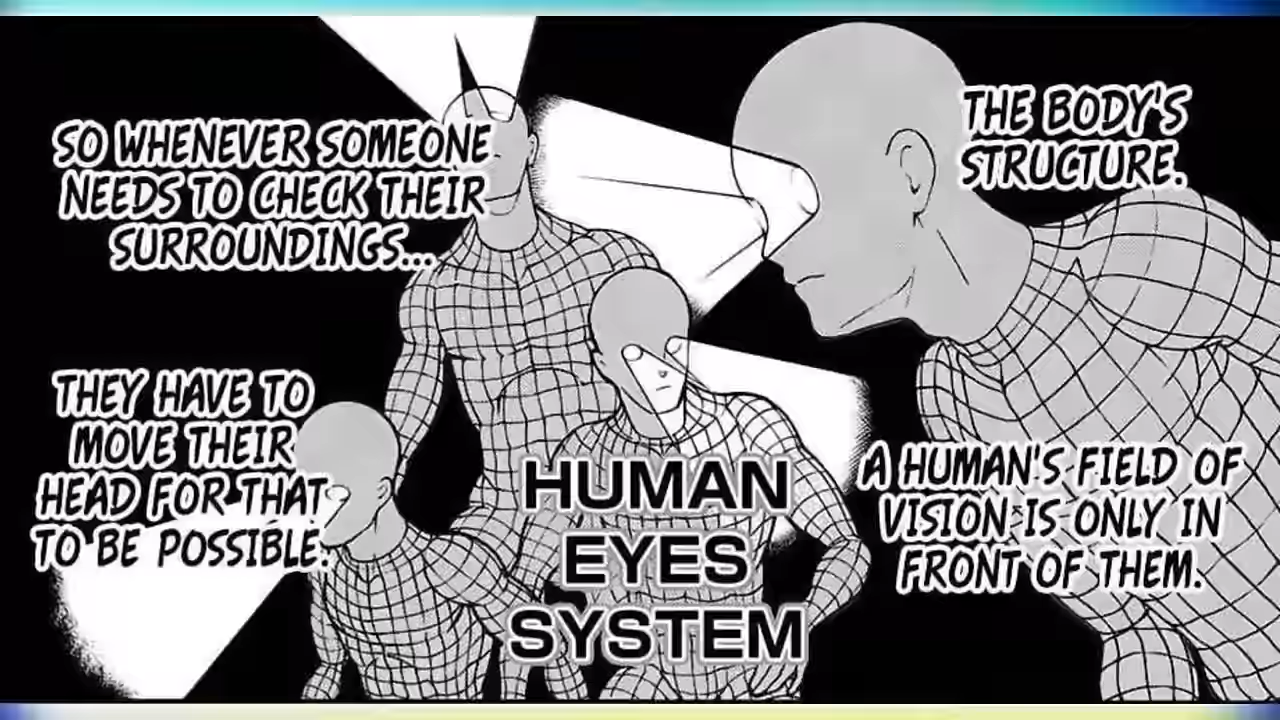 THE BODY'S
STRUCTURE.
A HUMAN'S FIELD OF
VISION IS ONLY IN
FRONT OF THEM.
HUMAN
EYES
SYSTEM
SO WHENEVER SOMEONE
NEEDS TO CHECK THEIR
SURROUNDINGS...
THEY HAVE TO
MOVE THEIR
HEAD FOR THAT
TO BE POSSIBLE.